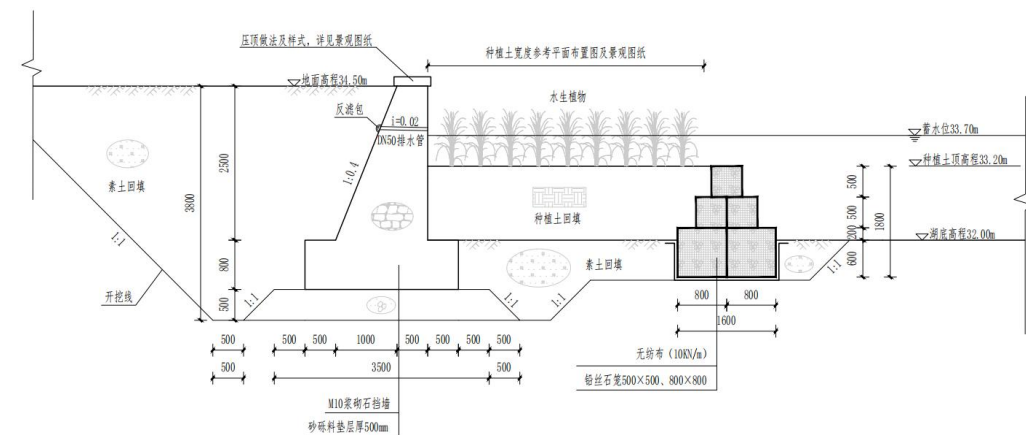 压顶做法及样式，详见景观图纸
种植土宽度参考平面布置图及景观图纸
地面高程34.50m
水生植物
反滤包
i=0.02
DN50排水管
蓄水位33.70m
种植土顶高程33.20m
素土回填
2500
3800
1:0.4
种植土回填
500
500
200
600
1800
湖底高程32.00m
1:1
开挖线
800
500
素土回填
1:1
1:1
1:1
1:1
800
800
1600
500
500
500
1000
500
500
500
500
500
3500
500
无纺布（10KN/m）
铅丝石笼500×500、800×800
M10浆砌石挡墙
砂砾料垫层厚500mm